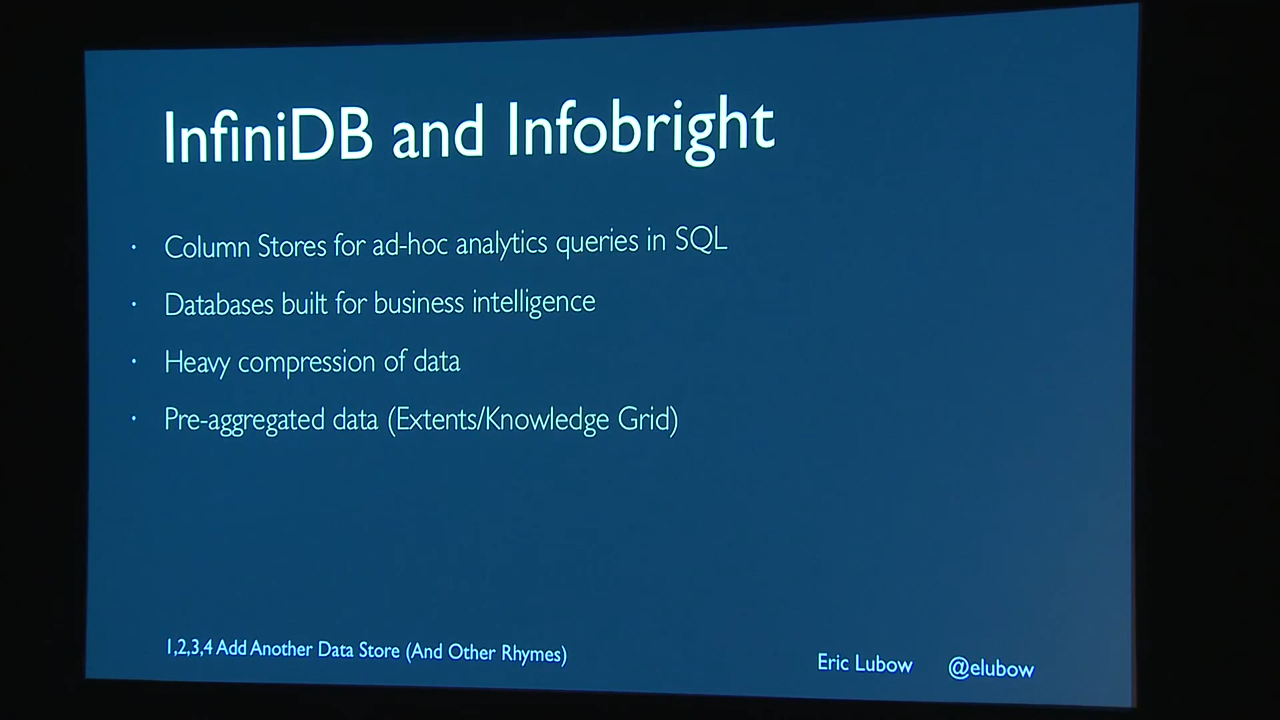 InfiniDB and Infobright
· Column Stores for ad-hoc analytics queries in SQL
· Databases built for business intelligence
· Heavy compression of data
· Pre-aggregated data (Extents/Knowledge Grid)
1,2,3,4 Add Another Data Store (And Other Rhymes)
Eric Lubow @elubow